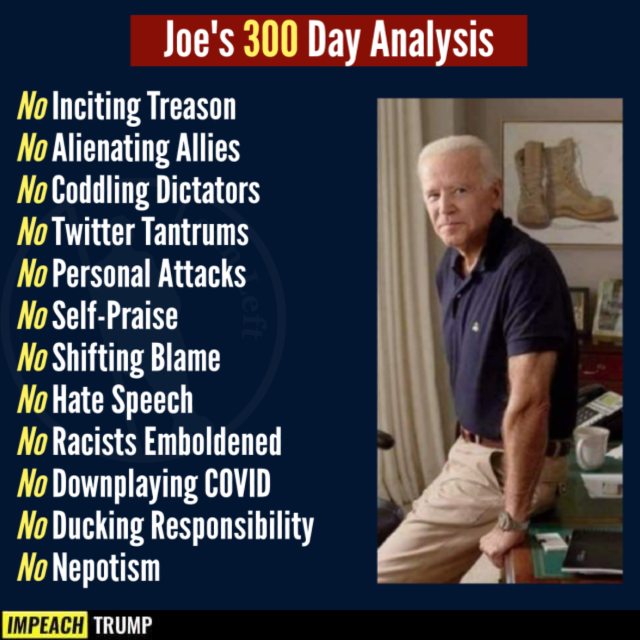 Joe's 300 Day Analysis
No Inciting Treason
No Alienating Allies
No Coddling Dictators
No Twitter Tantrums
No Personal Attacks
No Self-Praise
No Shifting Blame
No Hate Speech
No Racists Emboldened
No Downplaying COVID
No Ducking Responsibility
No Nepotism
IMPEACH TRUMP